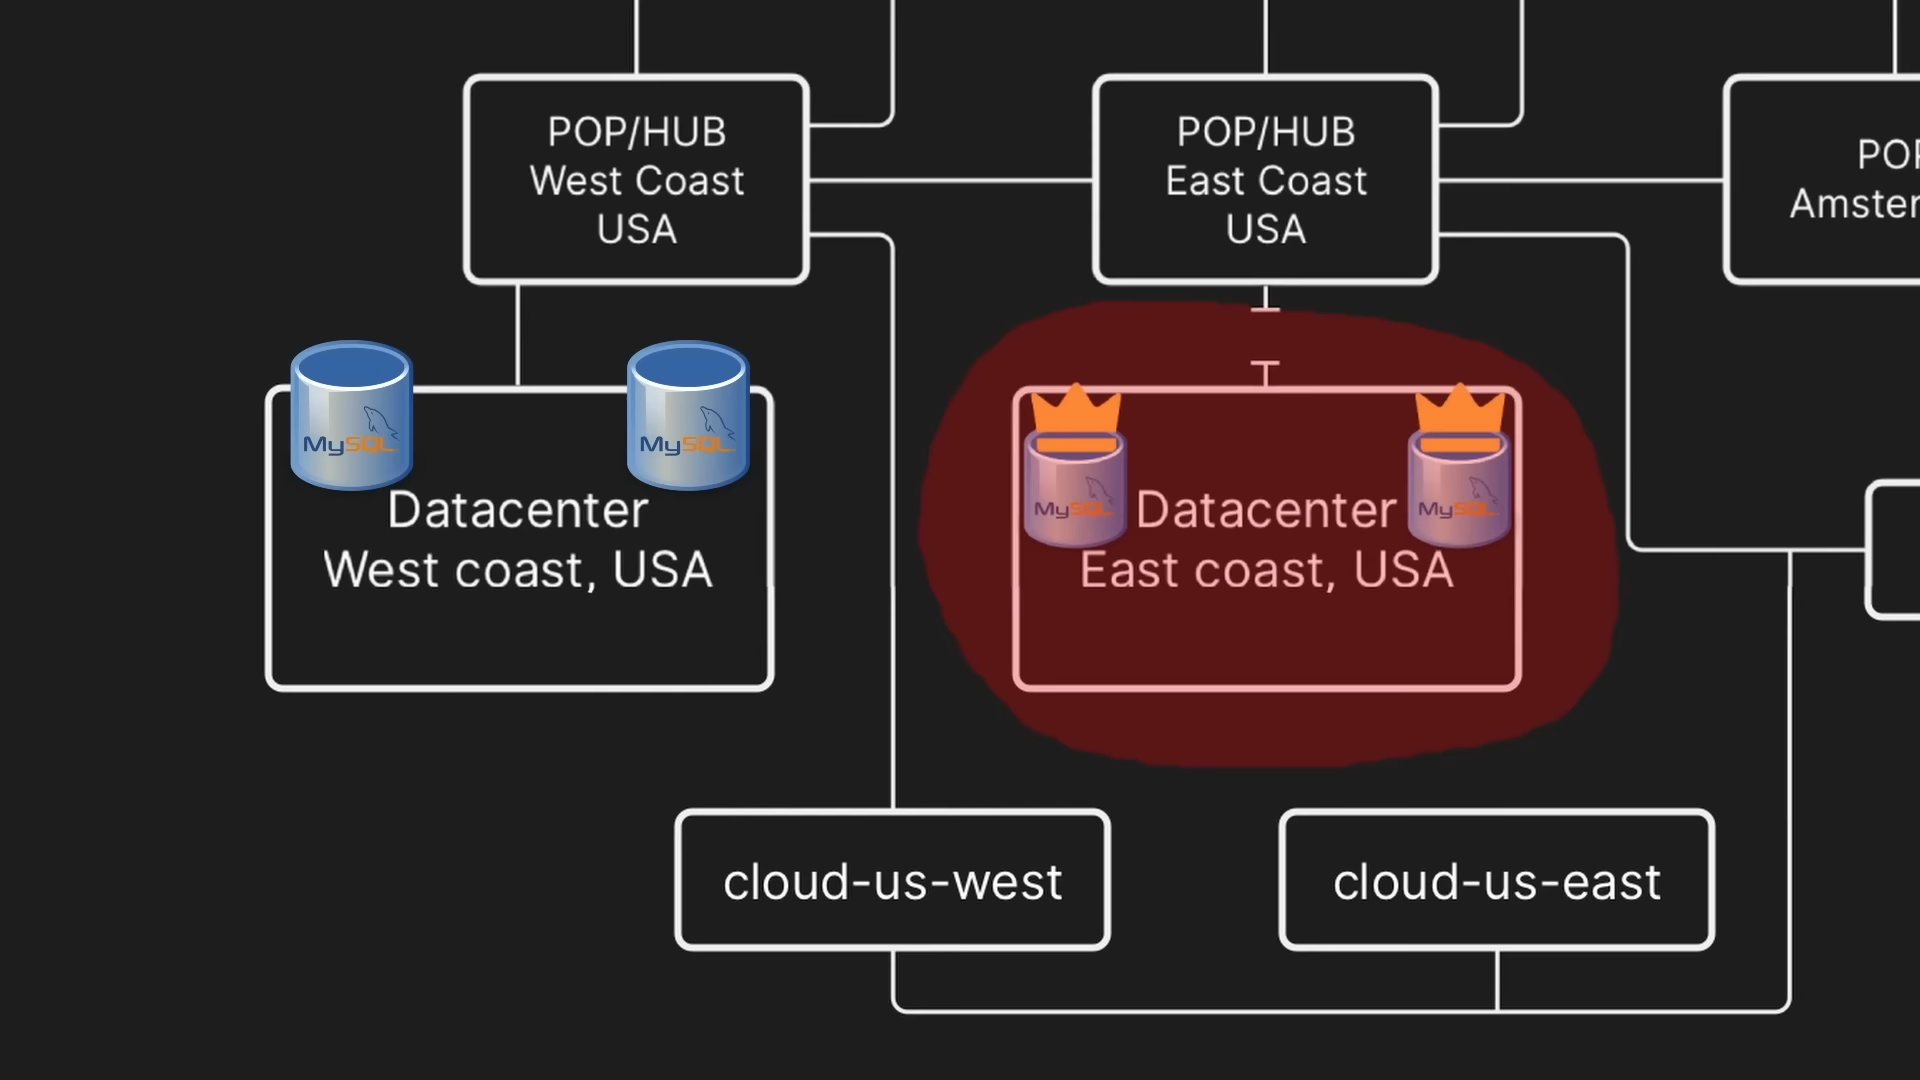 POP/HUB
West Coast
USA
POP/HUB
East Coast
USA
MySQL
MySQL
Datacenter
West coast, USA
MySQL
MySQL
Datacenter
East coast, USA
cloud-us-west
cloud-us-east